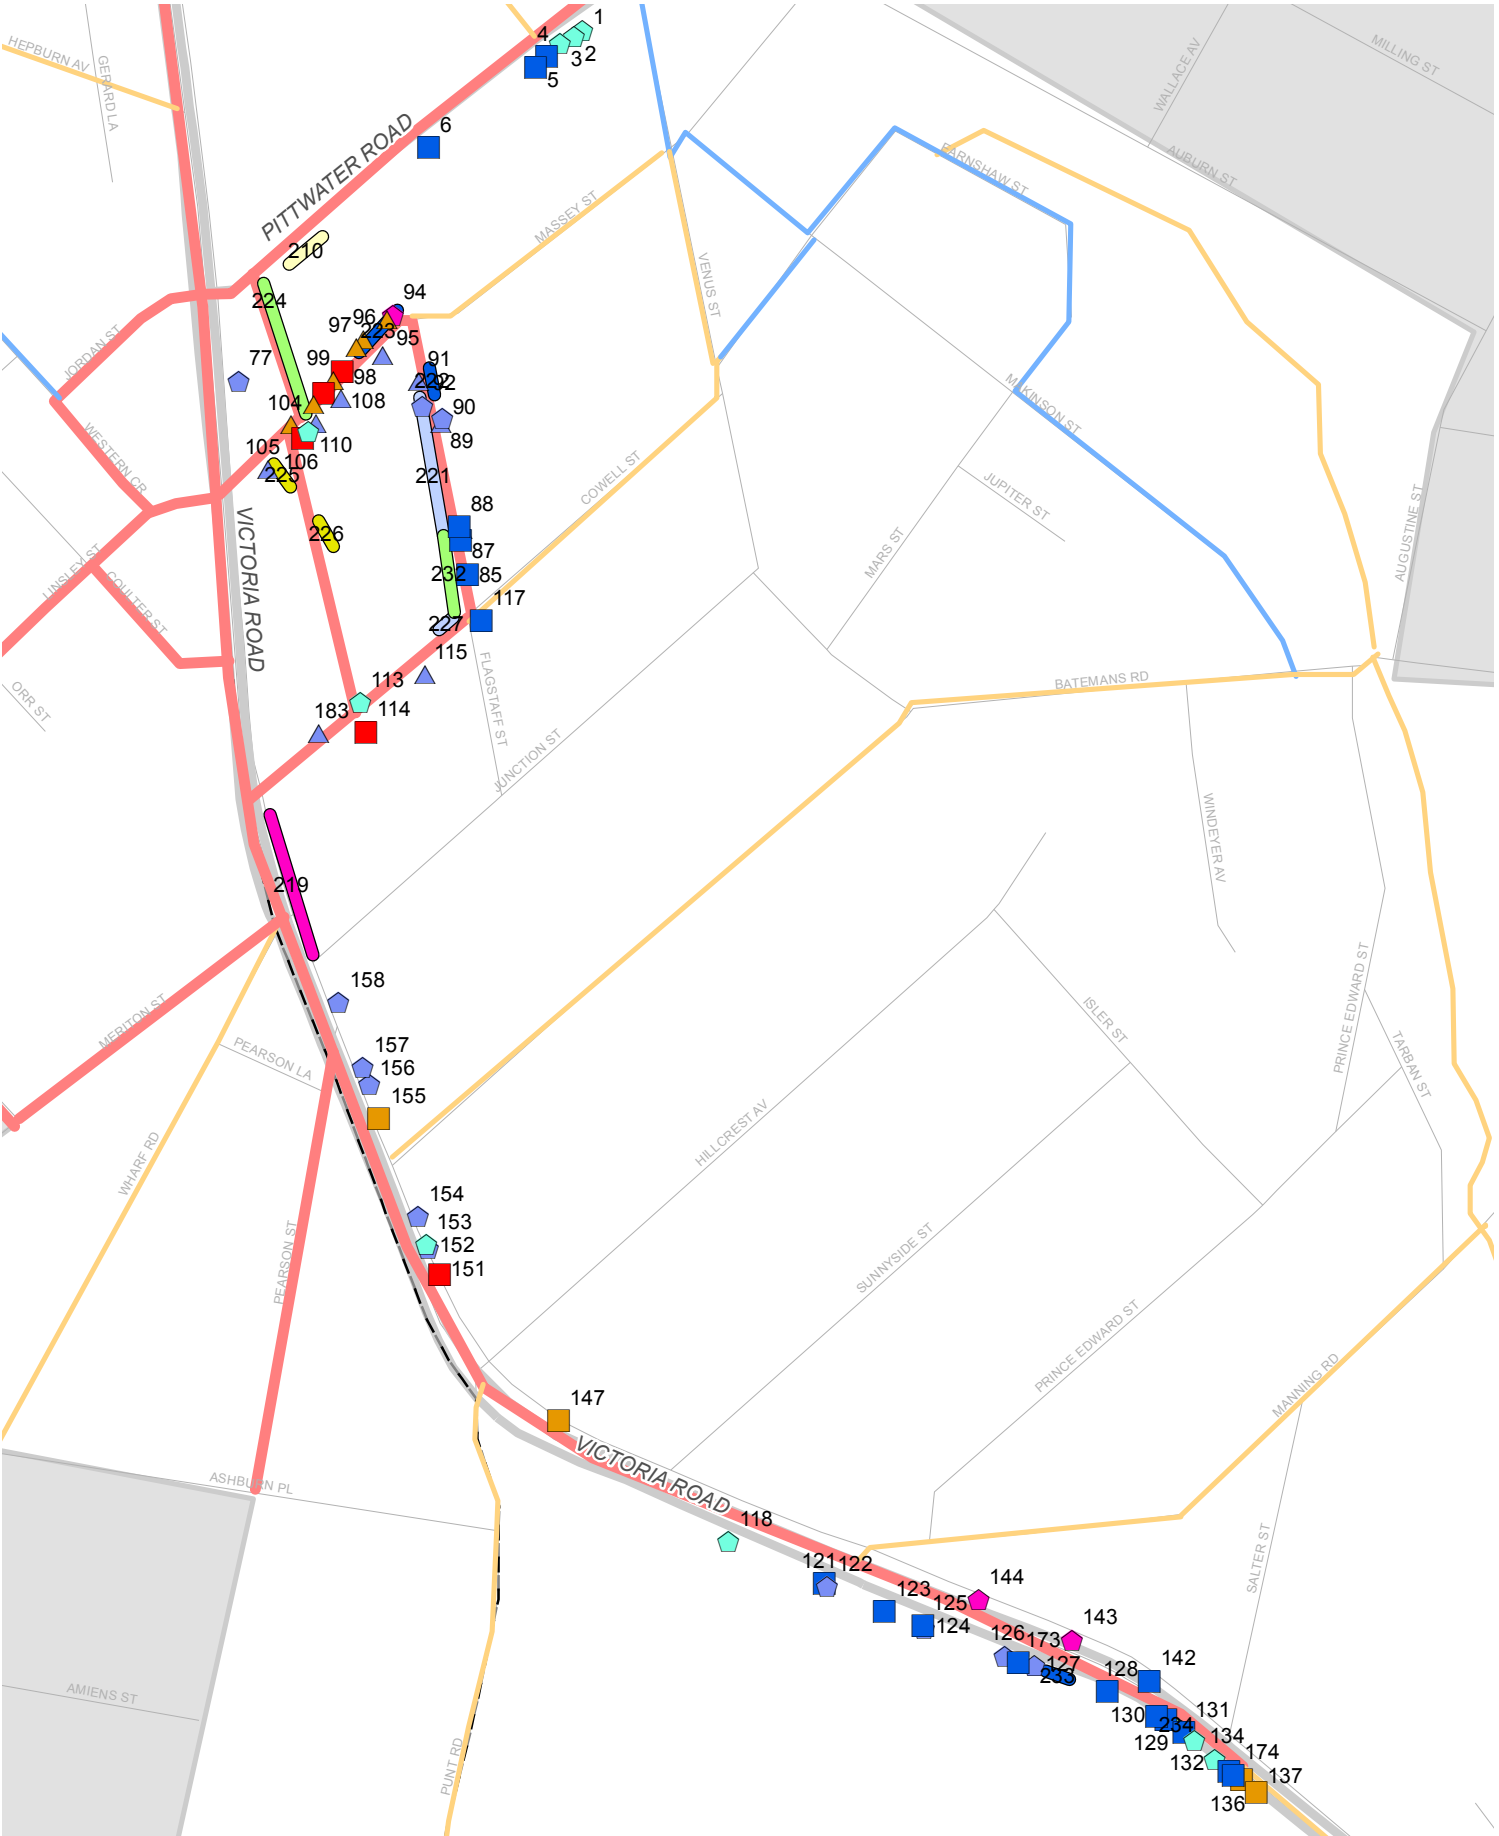 1
4
HEPBURN AV
GERARD LA
3
2
5
WALLACE AV
MILLING ST
6
PITTWATER ROAD
AUBURN ST
EARNSHAW ST
MASSEY ST
210
VENUS ST
224
94
96
97
223
95
JORDAN ST
77
99
98
91
222
92
104
108
90
MCKINSON ST
105
110
89
106
WESTERN CR
225
221
COWELL ST
JUPITER ST
88
VICTORIA ROAD
226
87
MARS ST
AUGUSTINE ST
LINSLEY ST
COULTER ST
232
85
117
227
115
FLAGSTAFF ST
BATEMANS RD
113
ORR ST
183
114
JUNCTION ST
WINDEYER AV
219
158
MERITON ST
ISLER ST
PRINCE EDWARD ST
PEARSON LA
157
156
155
TARBAN ST
HILLCREST AV
WHARF RD
154
153
152
151
PEARSON ST
SUNNYSIDE ST
PRINCE EDWARD ST
MANNING RD
147
VICTORIA ROAD
ASHBURN PL
118
SALTER ST
121
122
123
144
125
124
143
126
173
127
233
128
142
AMIENS ST
130
131
234
129
134
132
174
PUNT RD
137
136